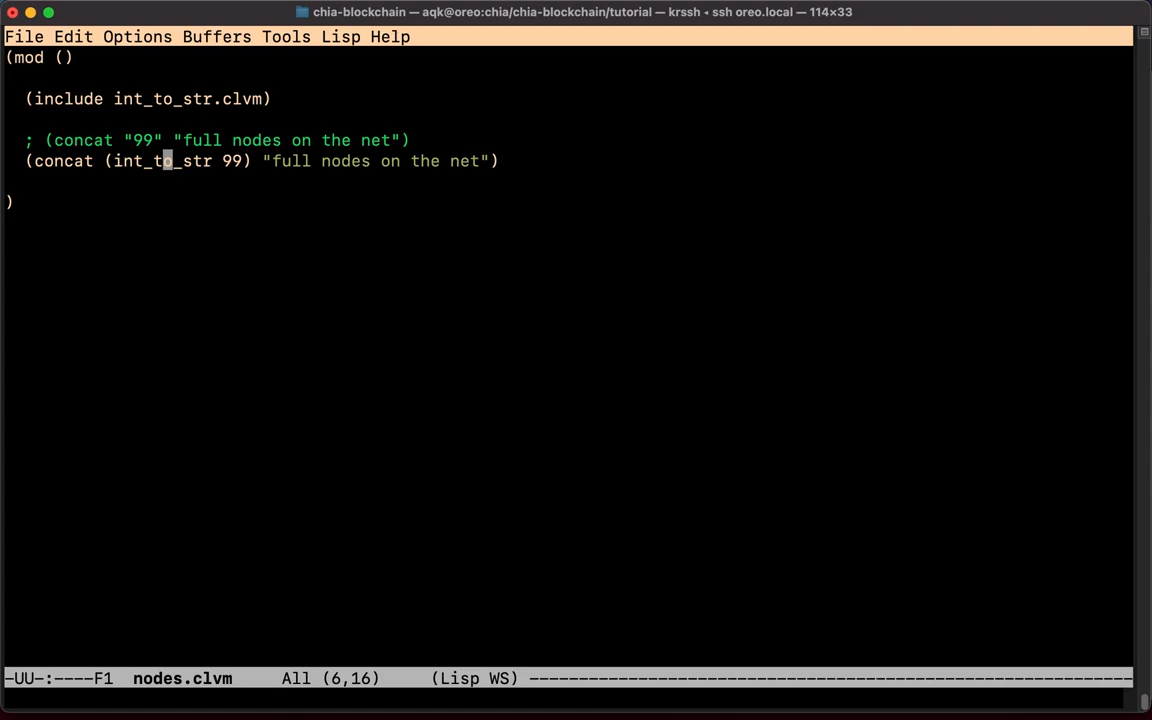 chia-blockchain — aqk@oreo:chia/chia-blockchain/tutorial — krssh ◂ ssh oreo.local — 114×33
File Edit Options Buffers Tools Lisp Help
(mod ()
(include int_to_str.clvm)
; (concat "99" "full nodes on the net")
(concat (int_to_str 99) "full nodes on the net")
)
-UU-:----F1  nodes.clvm     All (6,16)     (Lisp WS) -------------------------------------------------------------